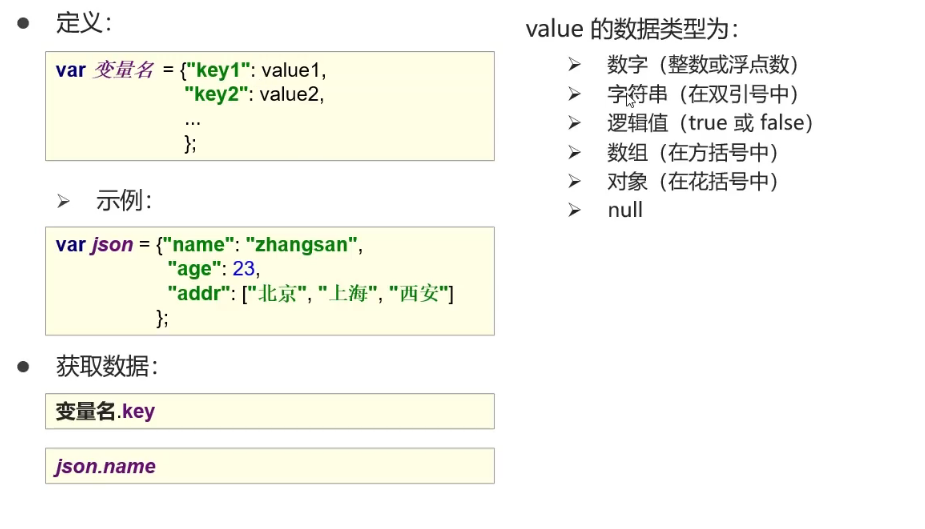 ● 定义：
var 变量名 = {"key1": value1,
"key2": value2,
...
};
➢ 示例：
var json = {"name": "zhangsan",
"age": 23,
"addr": ["北京", "上海", "西安"]
};
● 获取数据：
变量名.key
json.name
value 的数据类型为：
➢ 数字（整数或浮点数）
➢ 字符串（在双引号中）
➢ 逻辑值（true 或 false）
➢ 数组（在方括号中）
➢ 对象（在花括号中）
➢ null